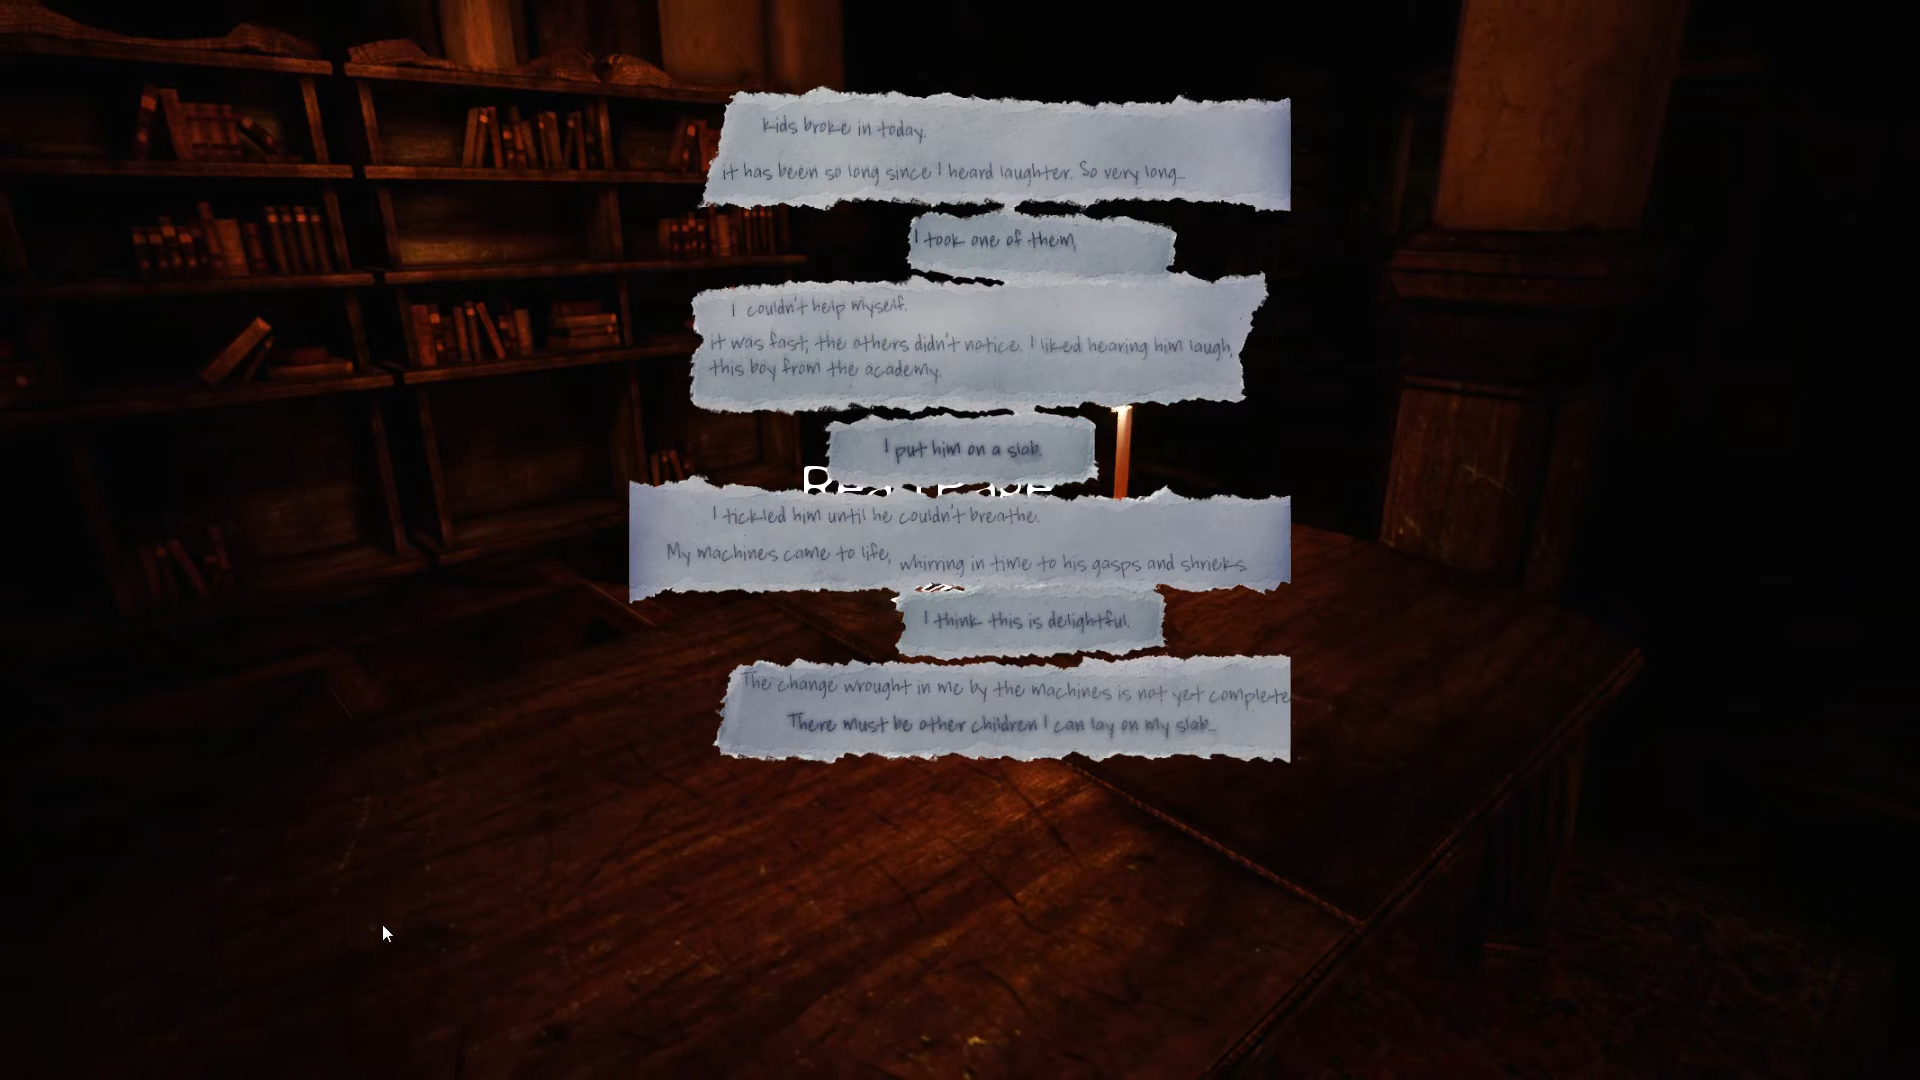 kids broke in today.
it has been so long since I heard laughter. So very long...
I took one of them,
I couldn't help myself.
it was fast, the others didn't notice. I liked hearing him laugh,
this boy from the academy.
I put him on a slab.
I tickled him until he couldn't breathe.
My machines came to life, whirring in time to his gasps and shrieks
I think this is delightful.
The change wrought in me by the machines is not yet complete
There must be other children I can lay on my slab...